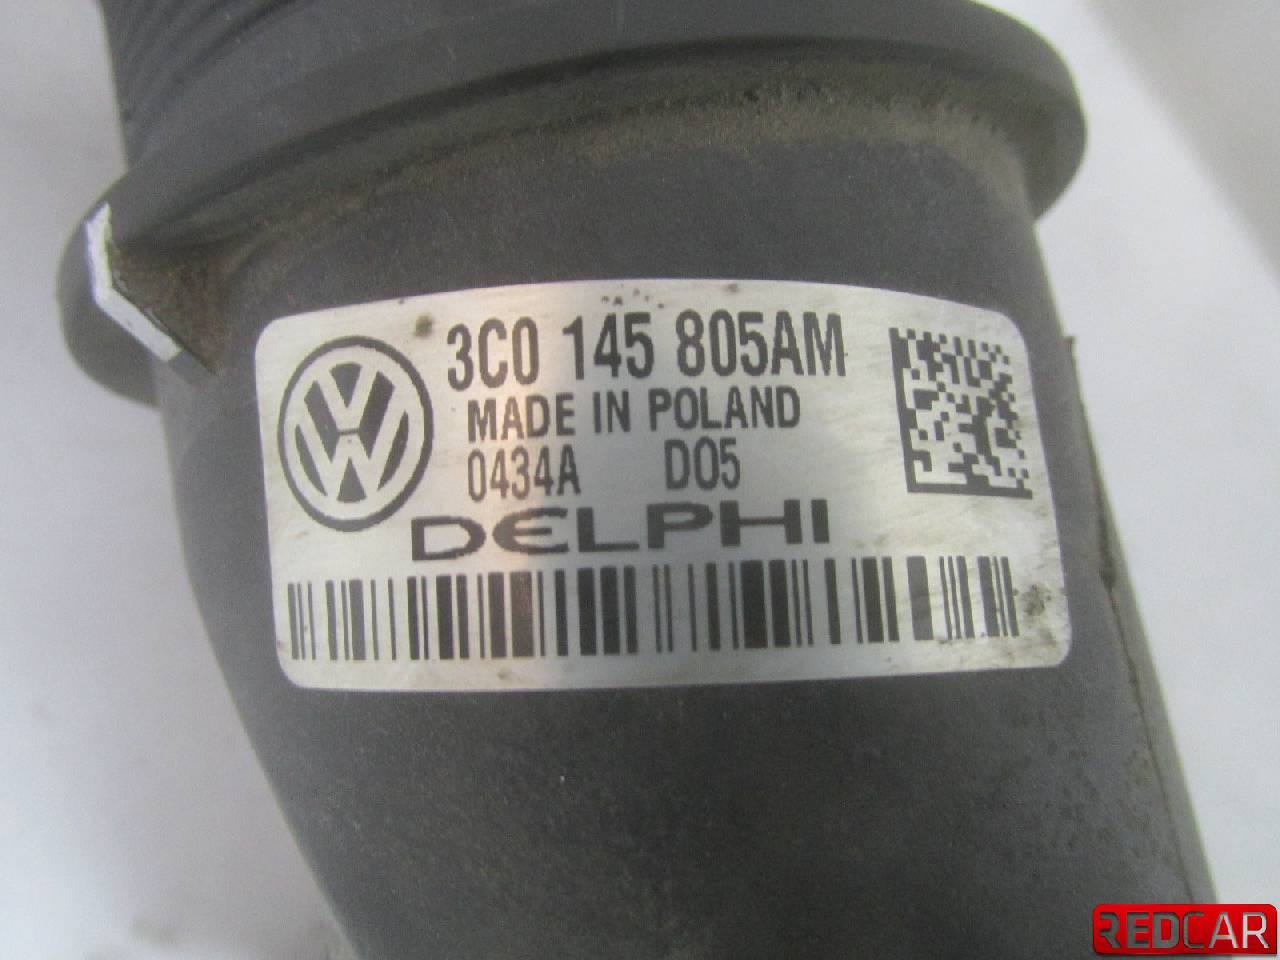 3C0 145 805AM
MADE IN POLAND
0434A D05
DELPHI
REDCAR